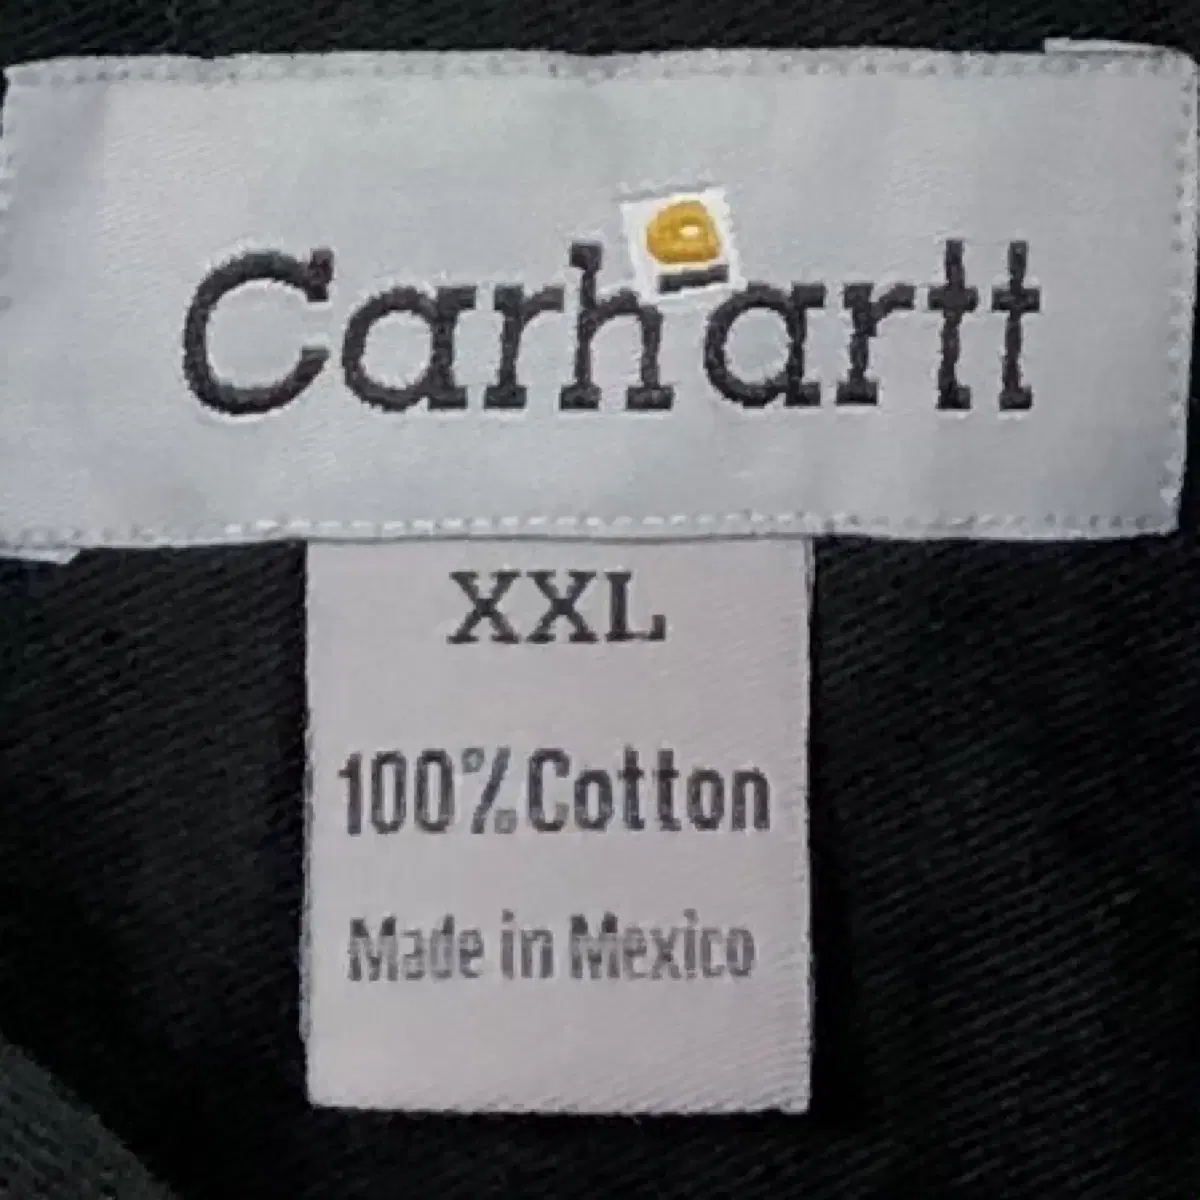 Carhartt
XXL
100% Cotton
Made in Mexico